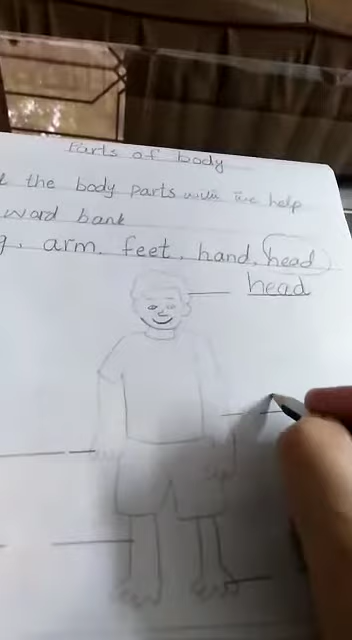 Parts of body
the body parts with the help
word bank
arm. feet. hand. head
head